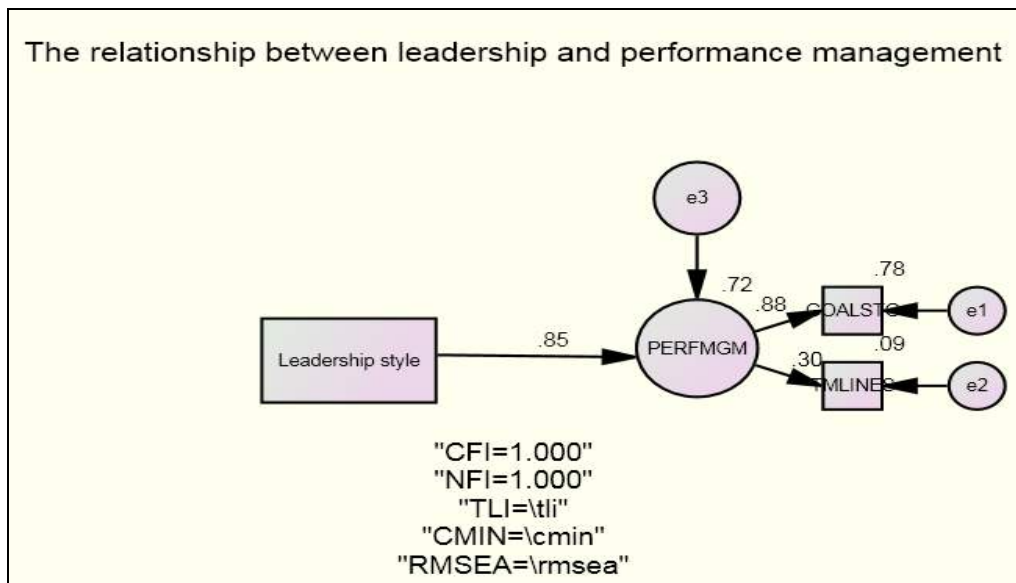 The relationship between leadership and performance management
e3
.72
.78
.88
e1
.85
Leadership style
PERFMGM
.09
.30
TMLINES
e2
"CFI=1.000"
"NFI=1.000"
"TLI=\tli"
"CMIN=\cmin"
"RMSEA=\rmsea"